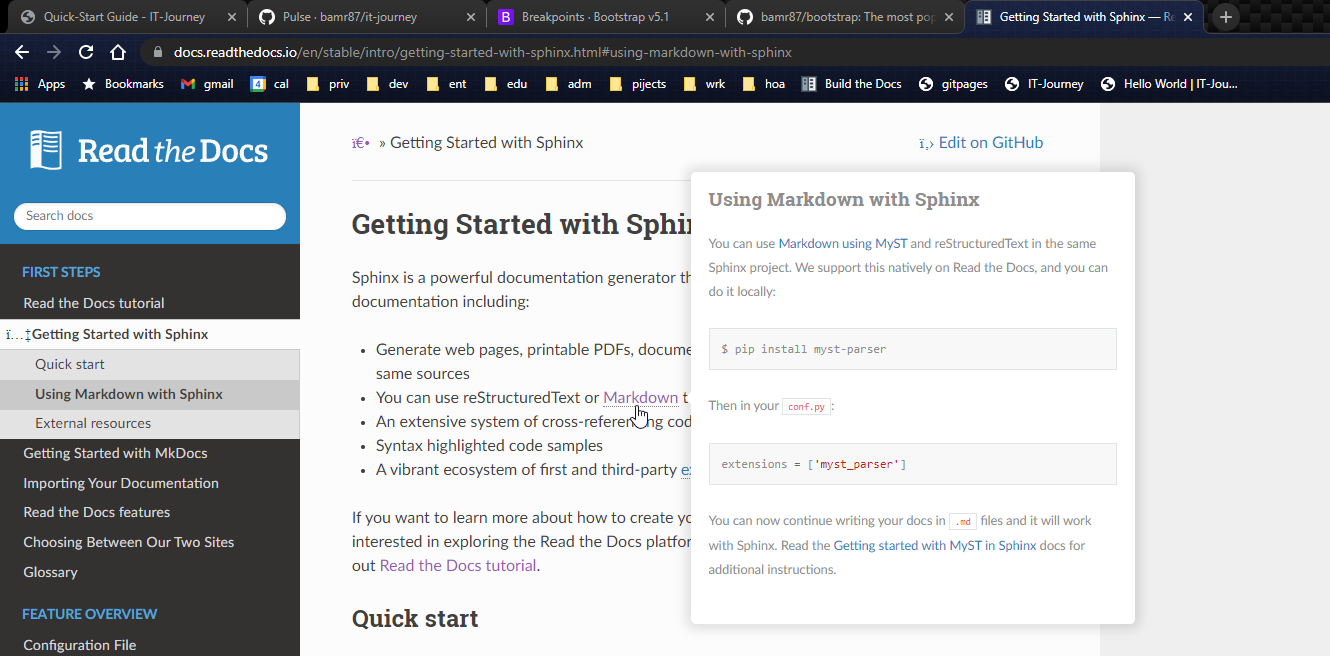 Quick-Start Guide - IT-Journey
Pulse · bamr87/it-journey
Breakpoints · Bootstrap v5.1
bamr87/bootstrap: The most pop
Getting Started with Sphinx — Re
docs.readthedocs.io/en/stable/intro/getting-started-with-sphinx.html#using-markdown-with-sphinx
Apps
Bookmarks
gmail
4
cal
priv
dev
ent
edu
adm
pijects
wrk
hoa
Build the Docs
gitpages
IT-Journey
Hello World | IT-Jou...
Read the Docs
Search docs
FIRST STEPS
Read the Docs tutorial
ï…‡Getting Started with Sphinx
Quick start
Using Markdown with Sphinx
External resources
Getting Started with MkDocs
Importing Your Documentation
Read the Docs features
Choosing Between Our Two Sites
Glossary
FEATURE OVERVIEW
Configuration File
ï€• » Getting Started with Sphinx
ï‚› Edit on GitHub
Getting Started with Sphin
Sphinx is a powerful documentation generator th
documentation including:
• Generate web pages, printable PDFs, docume
same sources
• You can use reStructuredText or Markdown t
• An extensive system of cross-referencing cod
• Syntax highlighted code samples
• A vibrant ecosystem of first and third-party ex
If you want to learn more about how to create yo
interested in exploring the Read the Docs platfor
out Read the Docs tutorial.
Quick start
Using Markdown with Sphinx
You can use Markdown using MyST and reStructuredText in the same
Sphinx project. We support this natively on Read the Docs, and you can
do it locally:
$ pip install myst-parser
Then in your conf.py :
extensions = ['myst_parser']
You can now continue writing your docs in .md files and it will work
with Sphinx. Read the Getting started with MyST in Sphinx docs for
additional instructions.